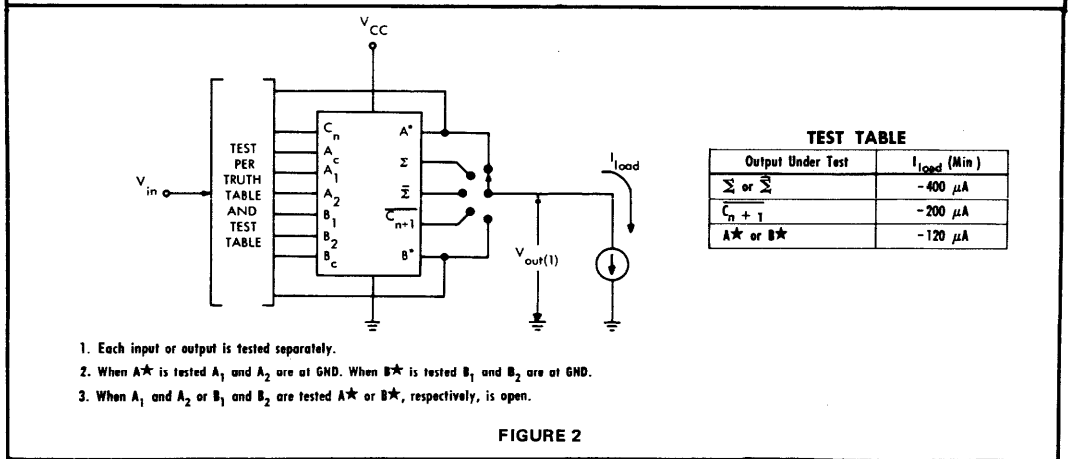 V_CC
V_in
TEST
PER
TRUTH
TABLE
AND
TEST
TABLE
C_n
A_c
A_1
A_2
B_1
B_2
B_c
A*
Σ
Σ̄
\overline{C_{n+1}}
B*
V_out(1)
I_load
TEST TABLE
Output Under Test I_load (Min)
Σ or Σ̄ -400 μA
\overline{C_{n+1}} -200 μA
A★ or B★ -120 μA
1. Each input or output is tested separately.
2. When A★ is tested A_1 and A_2 are at GND. When B★ is tested B_1 and B_2 are at GND.
3. When A_1 and A_2 or B_1 and B_2 are tested A★ or B★, respectively, is open.
FIGURE 2